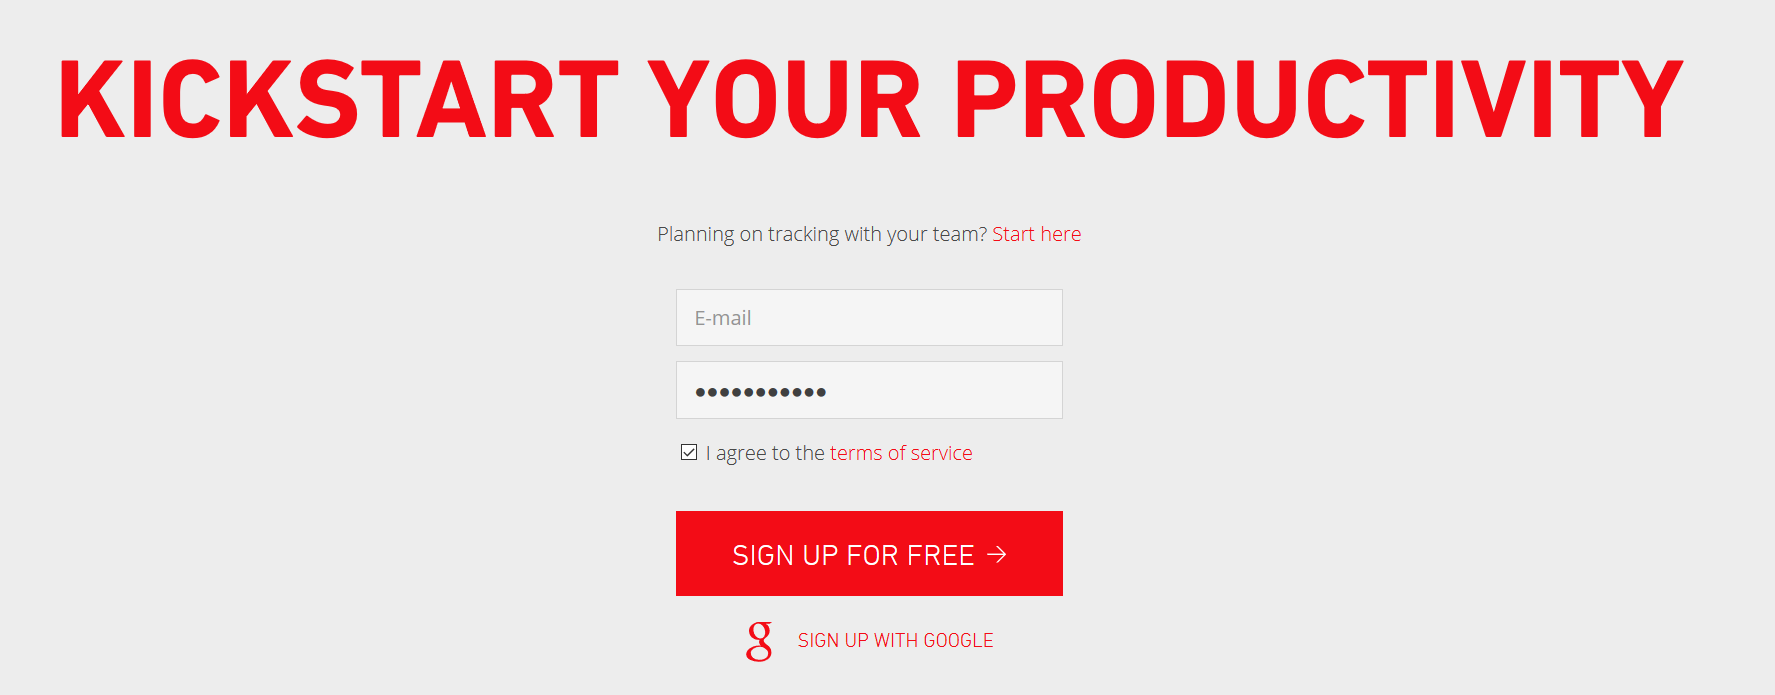 KICKSTART YOUR PRODUCTIVITY
Planning on tracking with your team? Start here
E-mail
●●●●●●●●●●●
I agree to the terms of service
SIGN UP FOR FREE →
g SIGN UP WITH GOOGLE